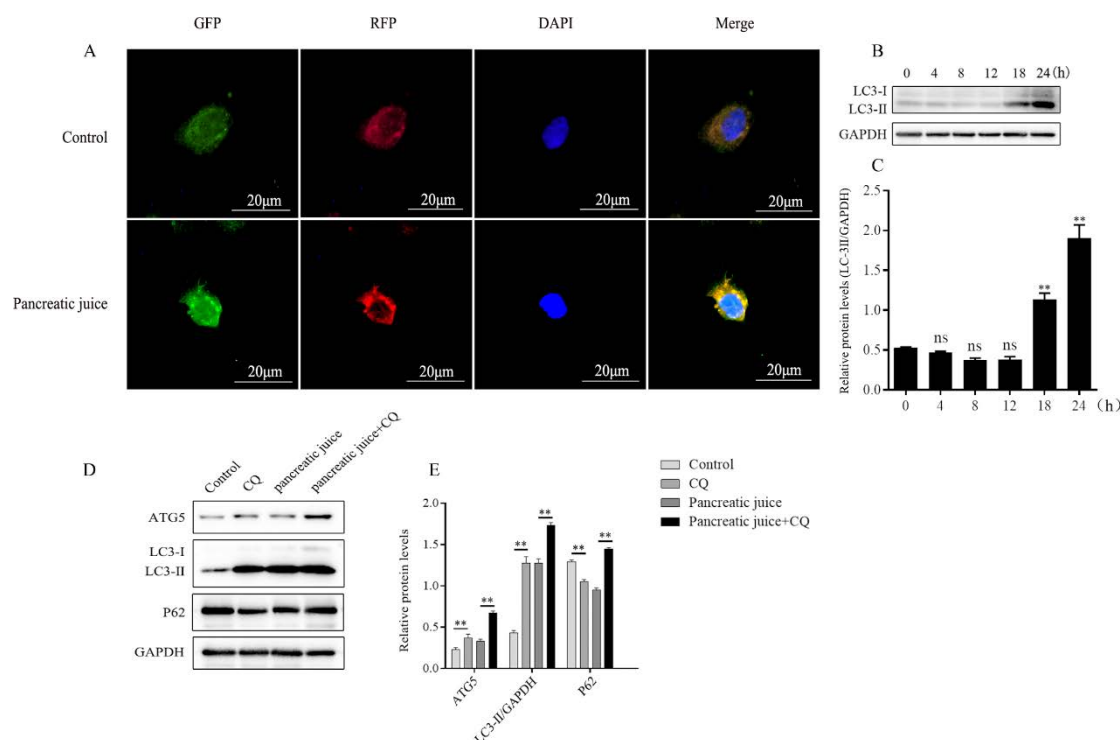 GFP RFP DAPI Merge
A
Control
20μm 20μm 20μm 20μm
Pancreatic juice
20μm 20μm 20μm 20μm
B
0 4 8 12 18 24(h)
LC3-I
LC3-II
GAPDH
C
Relative protein levels (LC-3II/GAPDH)
2.5
2.0
1.5
1.0
0.5
0.0
ns ns ns ** **
0 4 8 12 18 24 (h)
D
Control CQ pancreatic juice pancreatic juice+CQ
ATG5
LC3-I
LC3-II
P62
GAPDH
E
Control
CQ
Pancreatic juice
Pancreatic juice+CQ
Relative protein levels
2.0
1.5
1.0
0.5
0.0
** ** ** ** ** **
ATG5 LC3-II/GAPDH P62